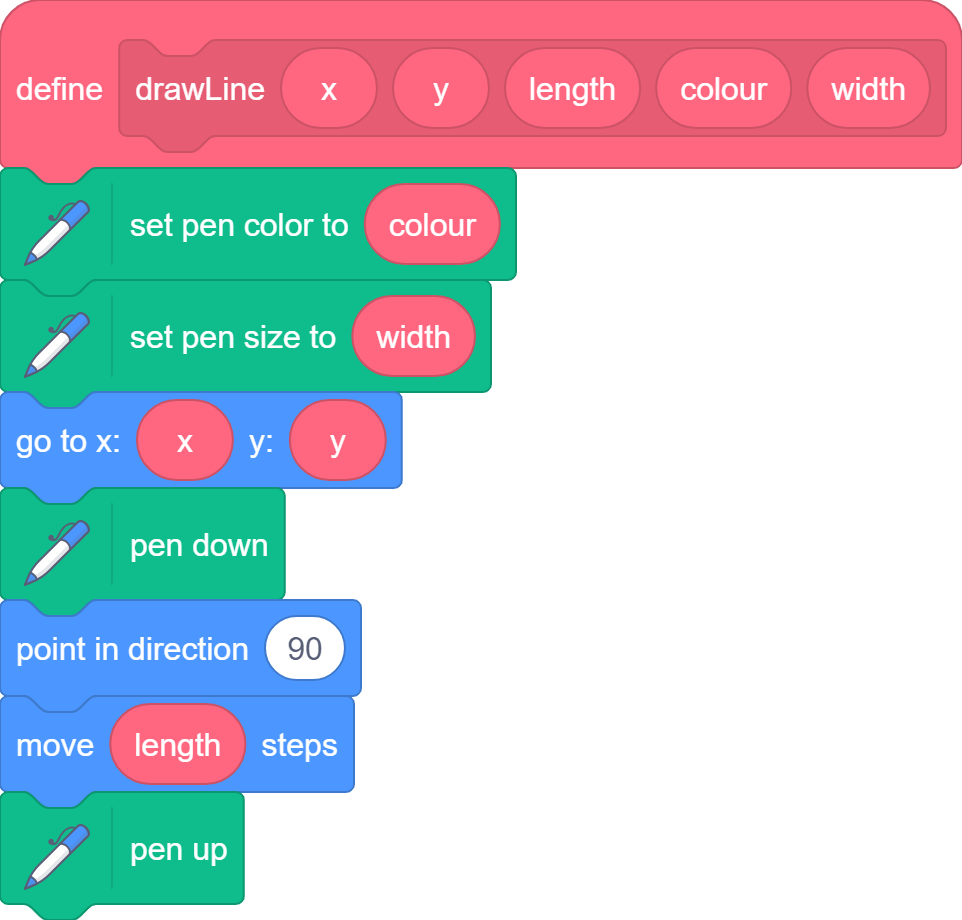 define drawLine x y length colour width
set pen color to colour
set pen size to width
go to x: x y: y
pen down
point in direction 90
move length steps
pen up